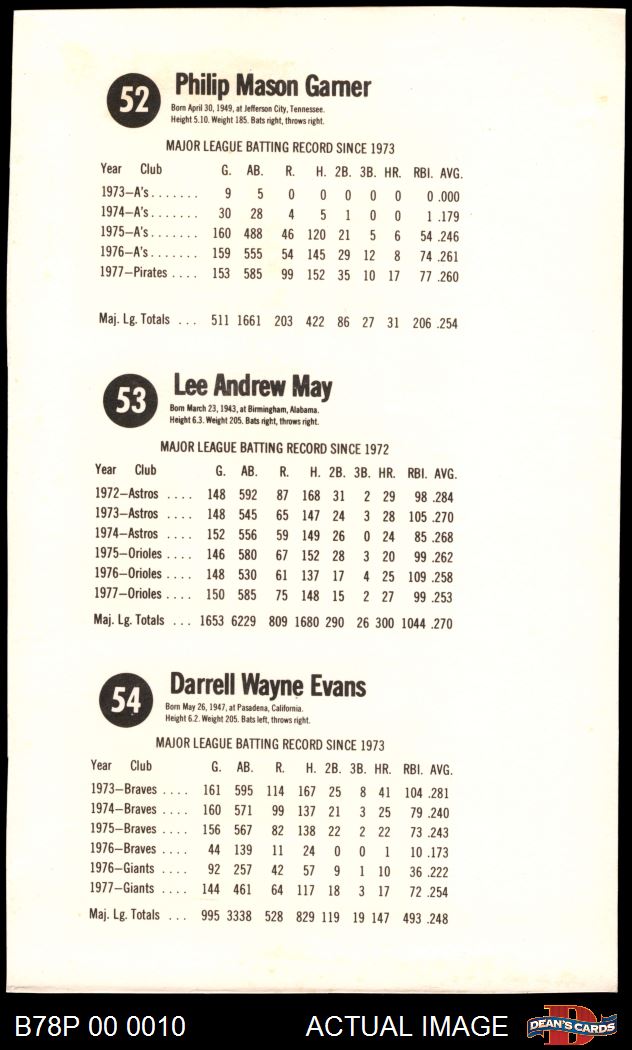 52 Philip Mason Garner
Born April 30, 1949, at Jefferson City, Tennessee.
Height 5.10. Weight 185. Bats right, throws right.
MAJOR LEAGUE BATTING RECORD SINCE 1973
Year Club G. AB. R. H. 2B. 3B. HR. RBI. AVG.
1973—A's....... 9 5 0 0 0 0 0 0 .000
1974—A's....... 30 28 4 5 1 0 0 1 .179
1975—A's....... 160 488 46 120 21 5 6 54 .246
1976—A's....... 159 555 54 145 29 12 8 74 .261
1977—Pirates .... 153 585 99 152 35 10 17 77 .260
Maj. Lg. Totals ... 511 1661 203 422 86 27 31 206 .254
53 Lee Andrew May
Born March 23, 1943, at Birmingham, Alabama.
Height 6.3. Weight 205. Bats right, throws right.
MAJOR LEAGUE BATTING RECORD SINCE 1972
Year Club G. AB. R. H. 2B. 3B. HR. RBI. AVG.
1972—Astros .... 148 592 87 168 31 2 29 98 .284
1973—Astros .... 148 545 65 147 24 3 28 105 .270
1974—Astros .... 152 556 59 149 26 0 24 85 .268
1975—Orioles .... 146 580 67 152 28 3 20 99 .262
1976—Orioles .... 148 530 61 137 17 4 25 109 .258
1977—Orioles .... 150 585 75 148 15 2 27 99 .253
Maj. Lg. Totals ... 1653 6229 809 1680 290 26 300 1044 .270
54 Darrell Wayne Evans
Born May 26, 1947, at Pasadena, California.
Height 6.2. Weight 205. Bats left, throws right.
MAJOR LEAGUE BATTING RECORD SINCE 1973
Year Club G. AB. R. H. 2B. 3B. HR. RBI. AVG.
1973—Braves .... 161 595 114 167 25 8 41 104 .281
1974—Braves .... 160 571 99 137 21 3 25 79 .240
1975—Braves .... 156 567 82 138 22 2 22 73 .243
1976—Braves .... 44 139 11 24 0 0 1 10 .173
1976—Giants .... 92 257 42 57 9 1 10 36 .222
1977—Giants .... 144 461 64 117 18 3 17 72 .254
Maj. Lg. Totals ... 995 3338 528 829 119 19 147 493 .248
B78P 00 0010 ACTUAL IMAGE D DEAN'S CARDS